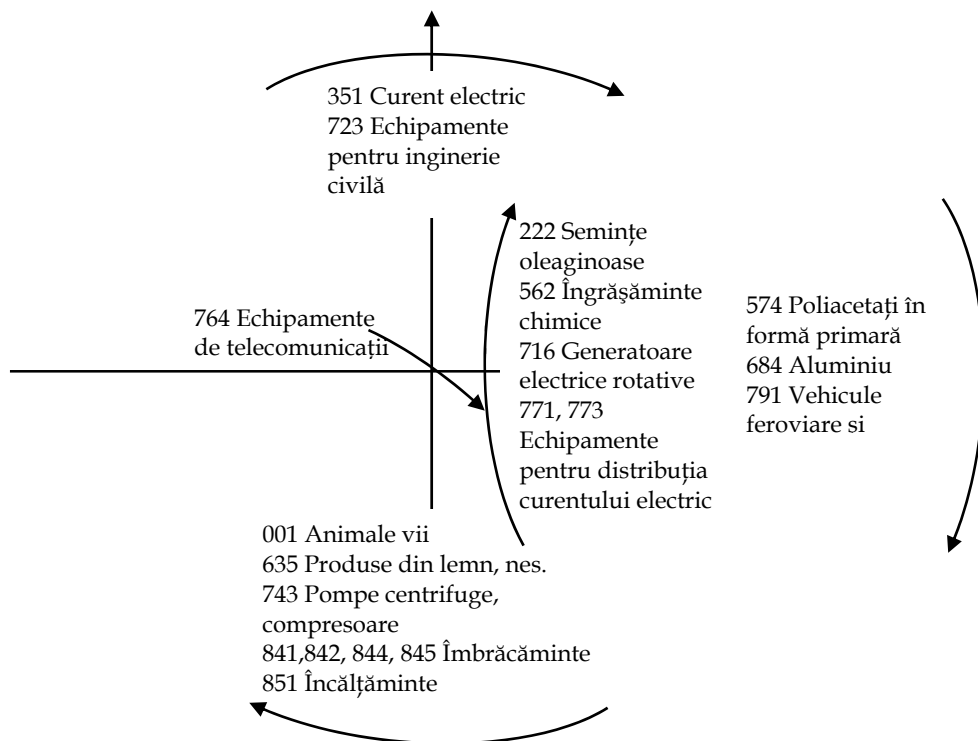 351 Curent electric
723 Echipamente
pentru inginerie
civilă
222 Semințe
oleaginoase
562 Îngrăşăminte
chimice
716 Generatoare
electrice rotative
771, 773
Echipamente
pentru distribuția
curentului electric
764 Echipamente
de telecomunicații
574 Poliacetați în
formă primară
684 Aluminiu
791 Vehicule
feroviare si
001 Animale vii
635 Produse din lemn, nes.
743 Pompe centrifuge,
compresoare
841,842, 844, 845 Îmbrăcăminte
851 Încălțăminte